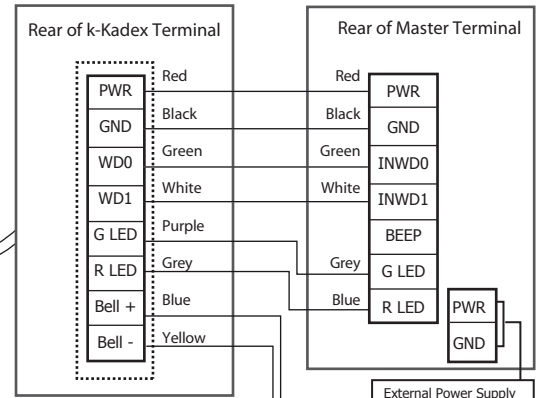 Rear of k-Kadex Terminal
PWR
GND
WD0
WD1
G LED
R LED
Bell +
Bell -
Red
Black
Green
White
Purple
Grey
Blue
Yellow
Rear of Master Terminal
Red
Black
Green
White
Grey
Blue
PWR
GND
INWD0
INWD1
BEEP
G LED
R LED
PWR
GND
External Power Supply